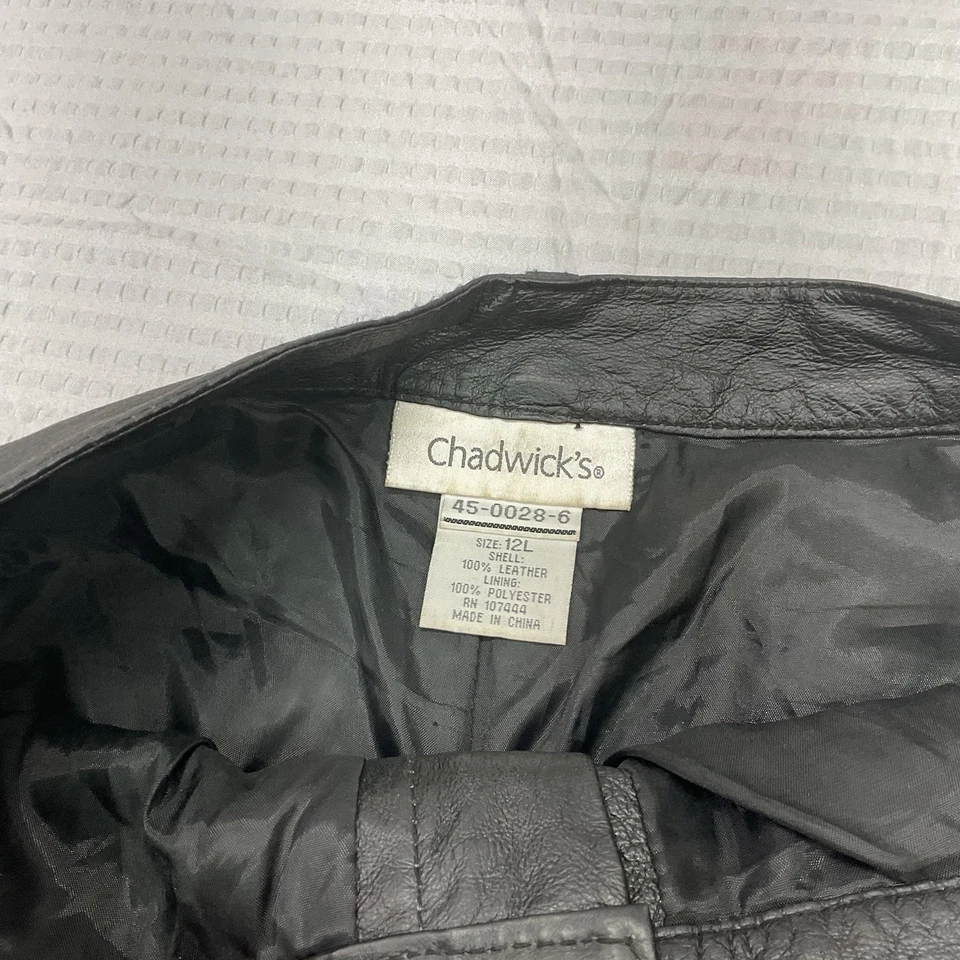 Chadwick's®
45-0028-6
SIZE: 12L
SHELL:
100% LEATHER
LINING:
100% POLYESTER
RN 107444
MADE IN CHINA